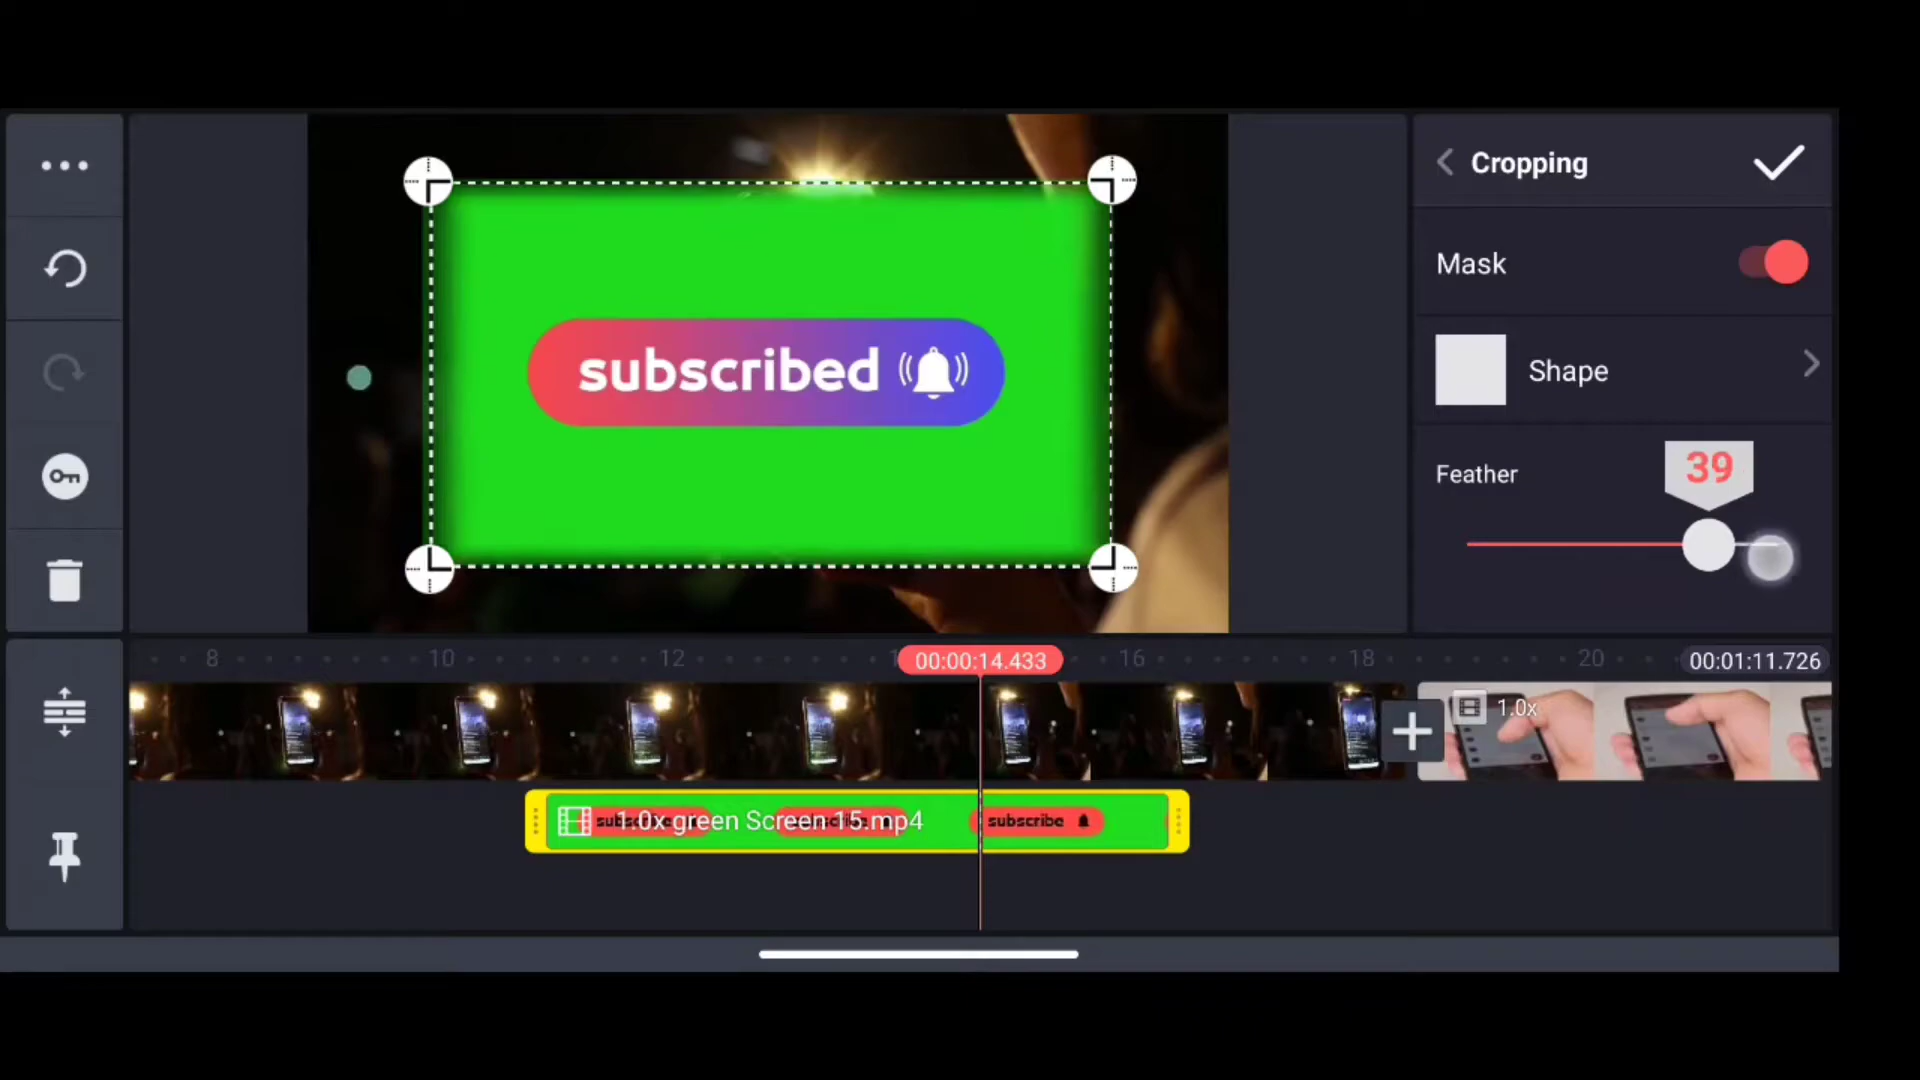 Cropping
Mask
Shape
Feather
39
subscribed
8
10
12
00:00:14.433
16
18
20
00:01:11.726
1.0x
1.0x green Screen 15.mp4
subscribe